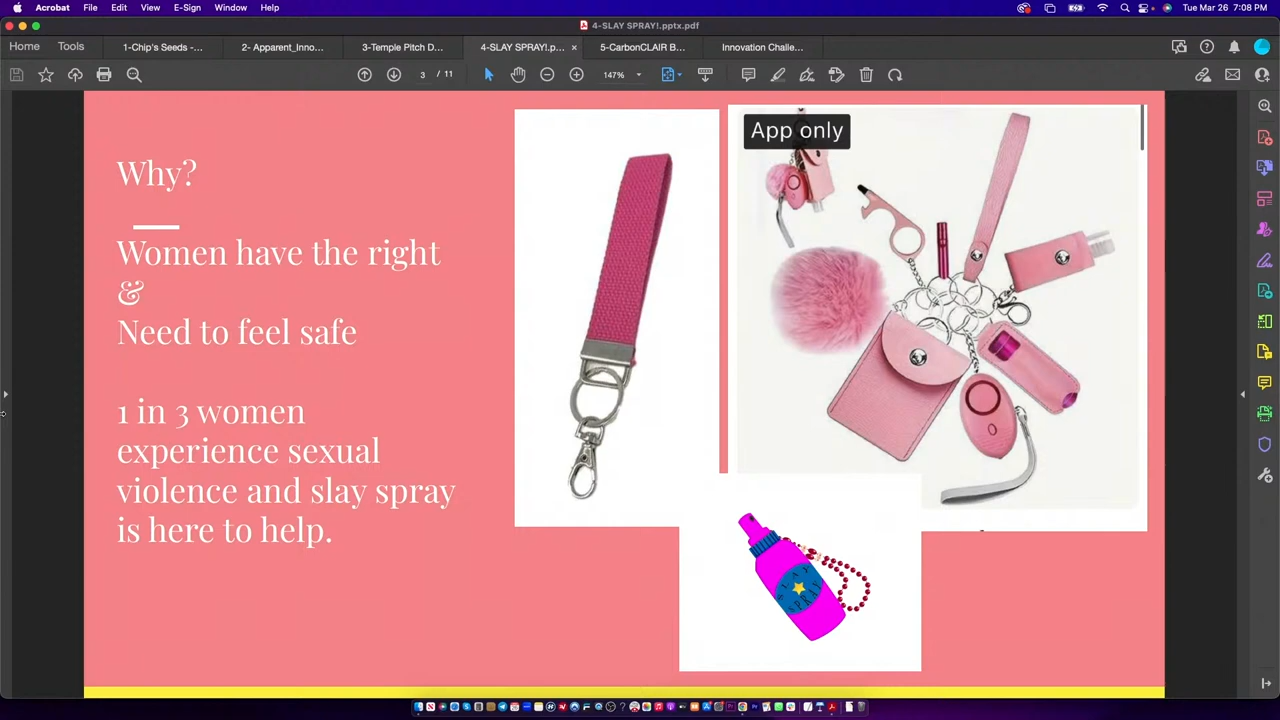 Acrobat File Edit View E-Sign Window Help
Tue Mar 26 7:08 PM
4-SLAY SPRAY!.pptx.pdf
Home Tools 1-Chip's Seeds -... 2- Apparent_Inno... 3-Temple Pitch D... 4-SLAY SPRAY!.p... × 5-CarbonCLAIR B... Innovation Challe...
3 / 11 147%
App only
Why?
Women have the right
&
Need to feel safe
1 in 3 women
experience sexual
violence and slay spray
is here to help.
SLAY
SPRAY